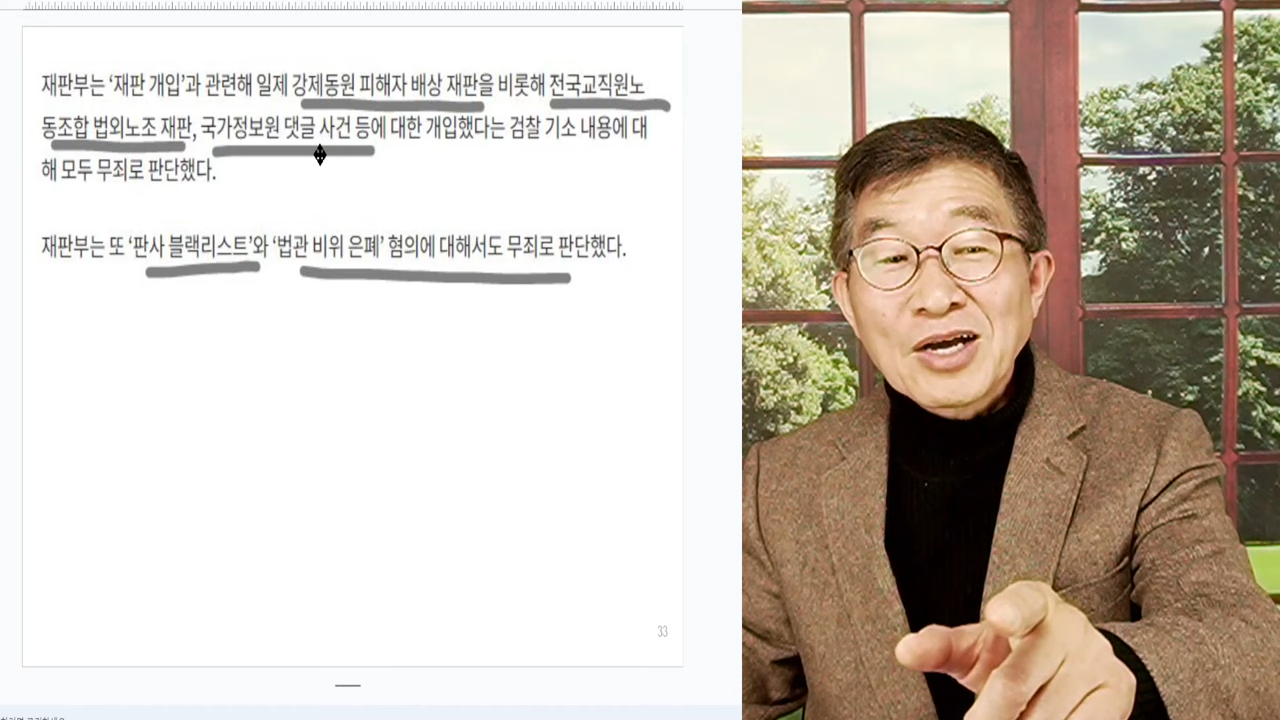 재판부는 ‘재판 개입’과 관련해 일제 강제동원 피해자 배상 재판을 비롯해 전국교직원노
동조합 법외노조 재판, 국가정보원 댓글 사건 등에 대한 개입했다는 검찰 기소 내용에 대
해 모두 무죄로 판단했다.
재판부는 또 ‘판사 블랙리스트’와 ‘법관 비위 은폐’ 혐의에 대해서도 무죄로 판단했다.
33